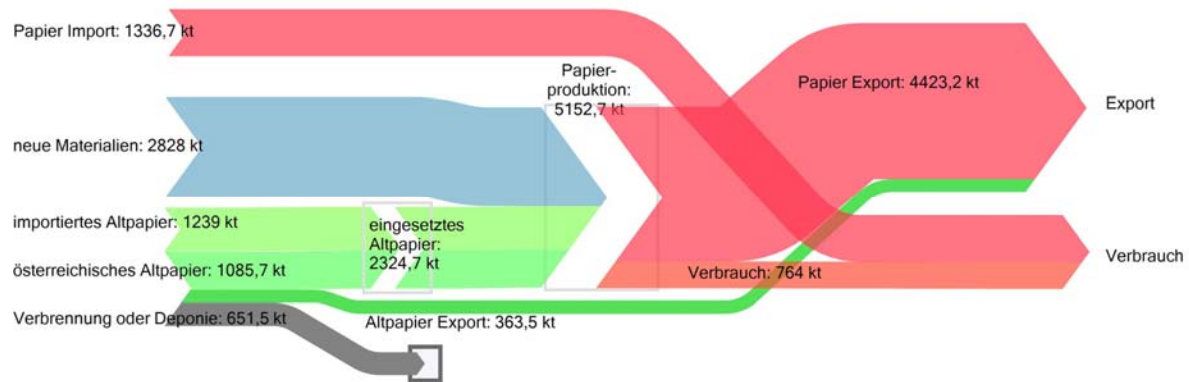 Papier Import: 1336,7 kt
Papier-
produktion:
5152,7 kt
Papier Export: 4423,2 kt
Export
neue Materialien: 2828 kt
importiertes Altpapier: 1239 kt
eingesetztes
Altpapier:
2324,7 kt
österreichisches Altpapier: 1085,7 kt
Verbrauch: 764 kt
Verbrauch
Verbrennung oder Deponie: 651,5 kt
Altpapier Export: 363,5 kt